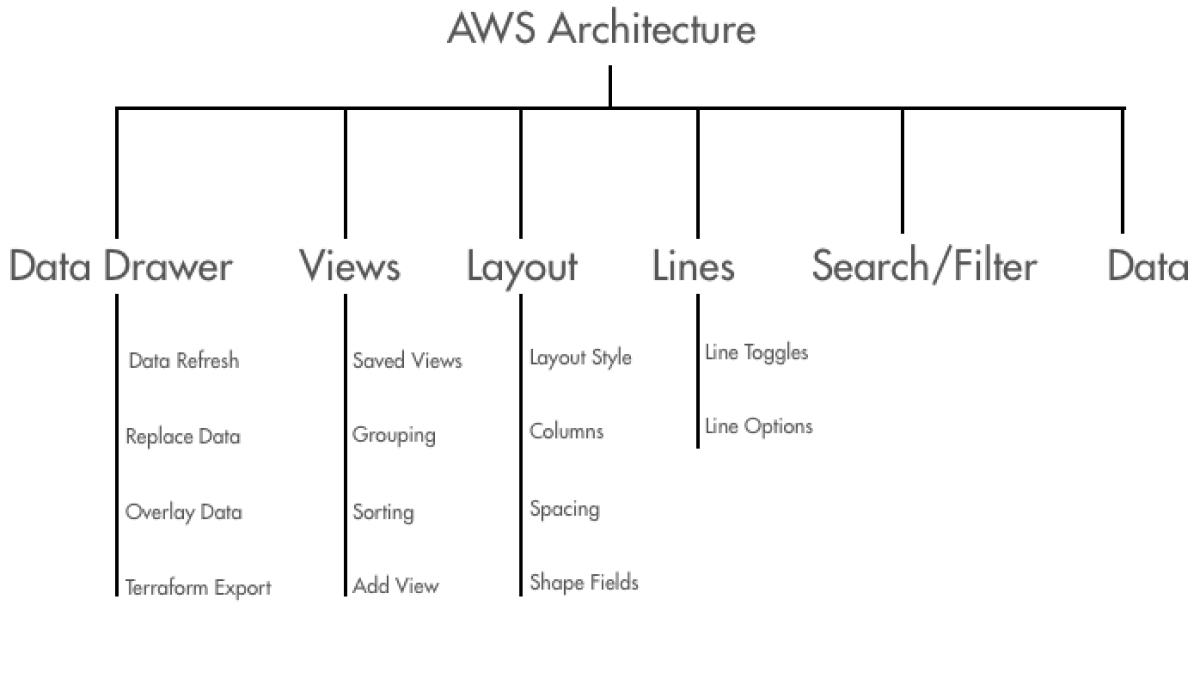 AWS Architecture
Data Drawer
Views
Layout
Lines
Search/Filter
Data
Data Refresh
Replace Data
Overlay Data
Terraform Export
Saved Views
Grouping
Sorting
Add View
Layout Style
Columns
Spacing
Shape Fields
Line Toggles
Line Options